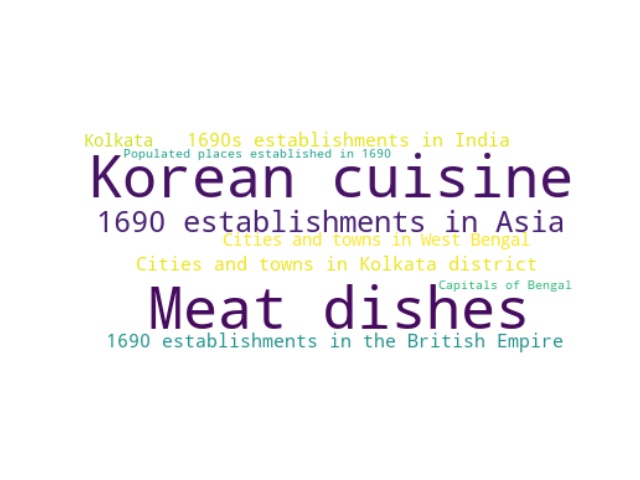 Kolkata
1690s establishments in India
Populated places established in 1690
Korean cuisine
1690 establishments in Asia
Cities and towns in West Bengal
Cities and towns in Kolkata district
Capitals of Bengal
Meat dishes
1690 establishments in the British Empire